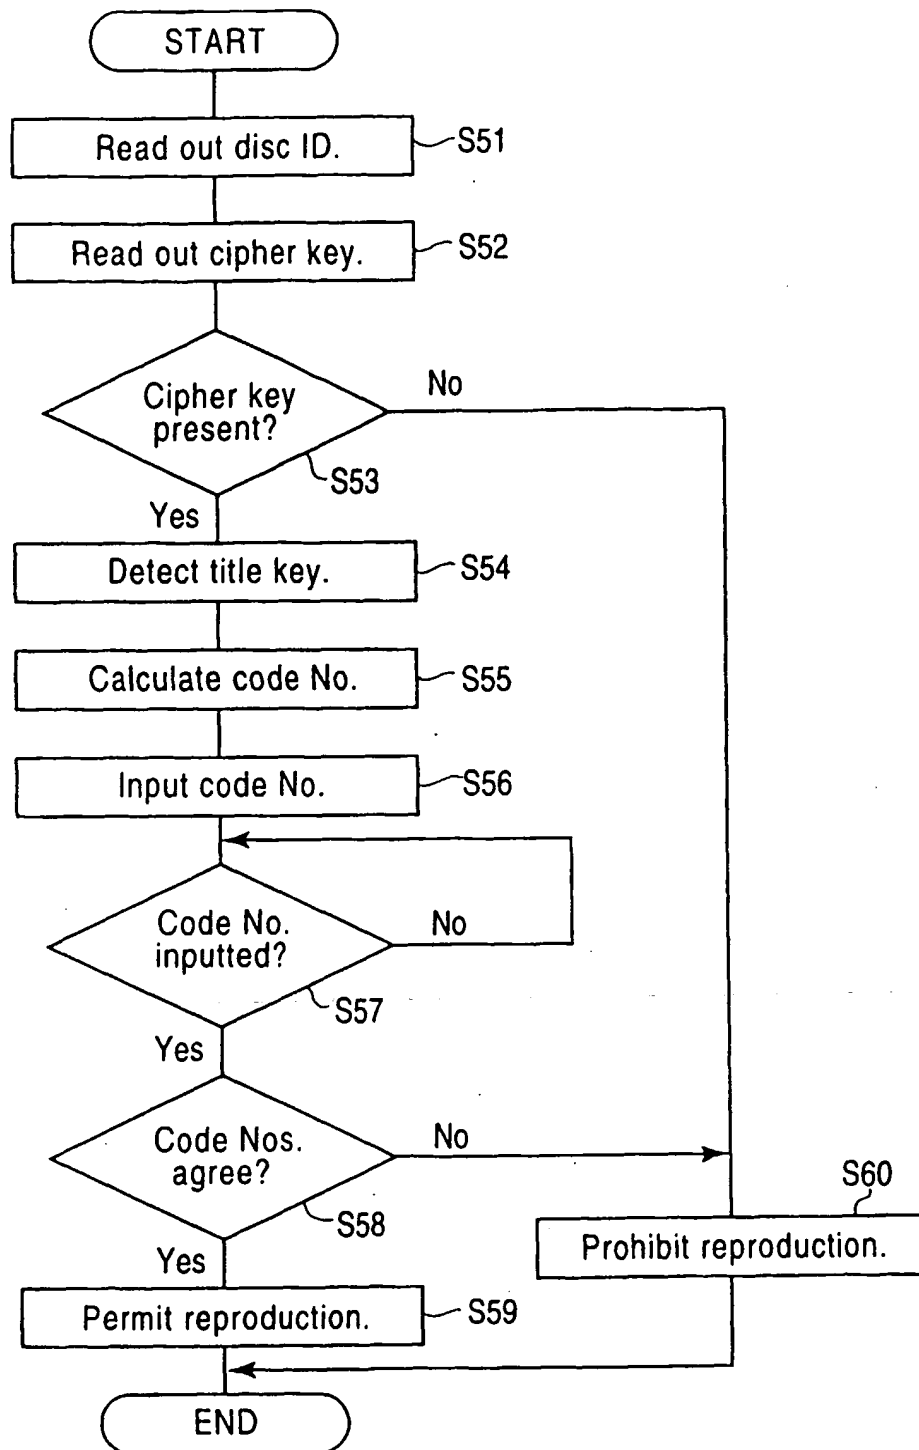 START
Read out disc ID.
S51
Read out cipher key.
S52
Cipher key
present?
No
S53
Yes
Detect title key.
S54
Calculate code No.
S55
Input code No.
S56
Code No.
inputted?
No
S57
Yes
Code Nos.
agree?
No
S58
S60
Prohibit reproduction.
Yes
Permit reproduction.
S59
END